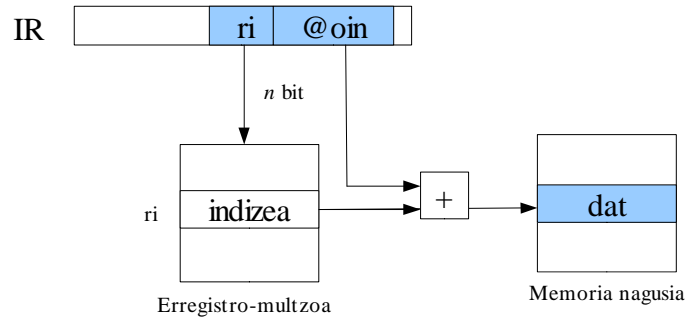 IR
ri
@oin
n bit
ri
indizea
+
dat
Erregistro-multzoa
Memoria nagusia